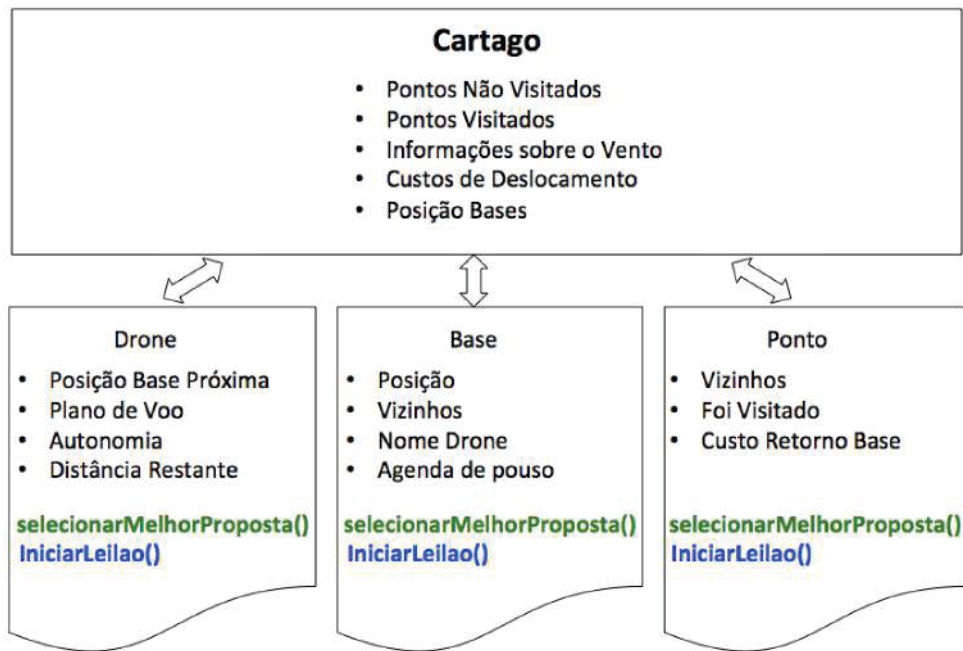 Cartago
• Pontos Não Visitados
• Pontos Visitados
• Informações sobre o Vento
• Custos de Deslocamento
• Posição Bases
Drone
• Posição Base Próxima
• Plano de Voo
• Autonomia
• Distância Restante
selecionarMelhorProposta()
IniciarLeilao()
Base
• Posição
• Vizinhos
• Nome Drone
• Agenda de pouso
selecionarMelhorProposta()
IniciarLeilao()
Ponto
• Vizinhos
• Foi Visitado
• Custo Retorno Base
selecionarMelhorProposta()
IniciarLeilao()